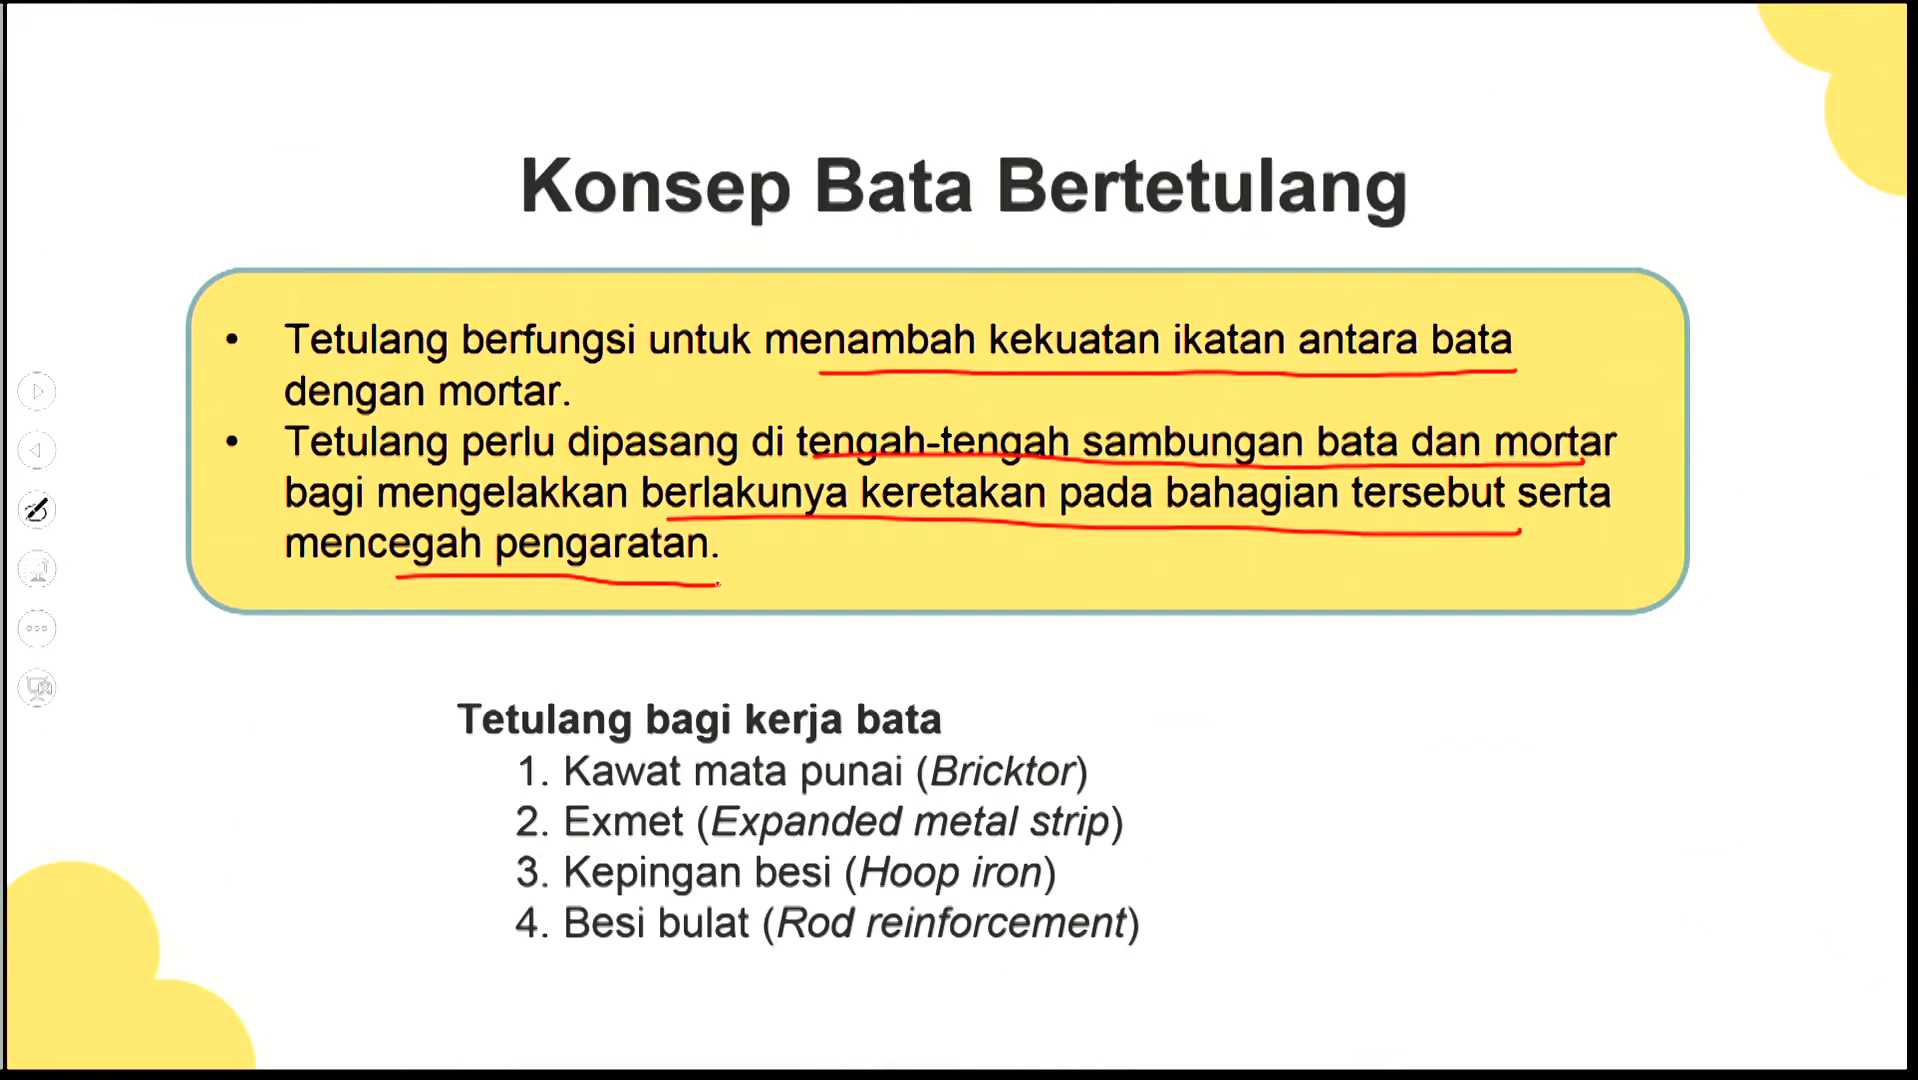 Konsep Bata Bertetulang
• Tetulang berfungsi untuk menambah kekuatan ikatan antara bata
dengan mortar.
• Tetulang perlu dipasang di tengah-tengah sambungan bata dan mortar
bagi mengelakkan berlakunya keretakan pada bahagian tersebut serta
mencegah pengaratan.
Tetulang bagi kerja bata
1. Kawat mata punai (Bricktor)
2. Exmet (Expanded metal strip)
3. Kepingan besi (Hoop iron)
4. Besi bulat (Rod reinforcement)